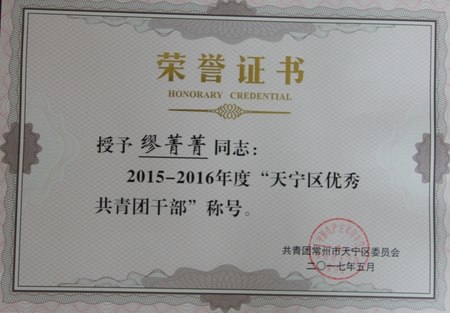 荣誉证书
HONORARY CREDENTIAL
授予 缪菁菁 同志：
2015-2016年度“天宁区优秀
共青团干部”称号。
共青团常州市天宁区委员会
二〇一七年五月